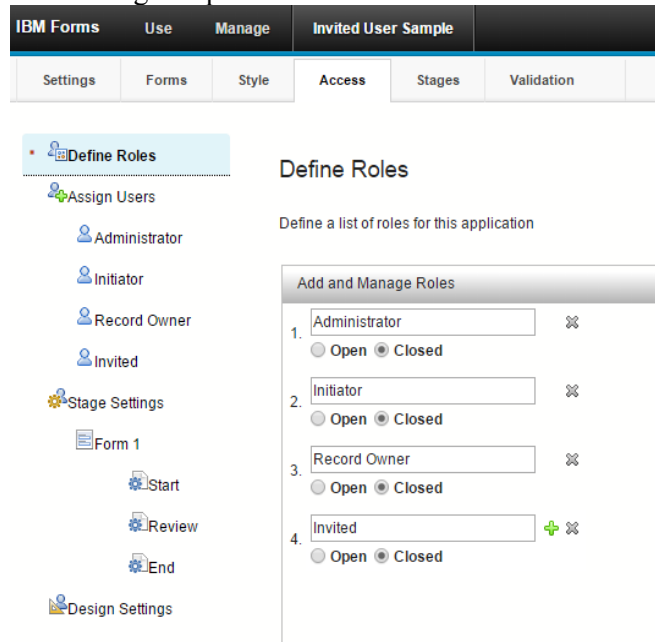 IBM Forms Use Manage Invited User Sample
Settings Forms Style Access Stages Validation
* Define Roles
Assign Users
Administrator
Initiator
Record Owner
Invited
Stage Settings
Form 1
Start
Review
End
Design Settings
Define Roles
Define a list of roles for this application
Add and Manage Roles
1. Administrator
Open Closed
2. Initiator
Open Closed
3. Record Owner
Open Closed
4. Invited
Open Closed